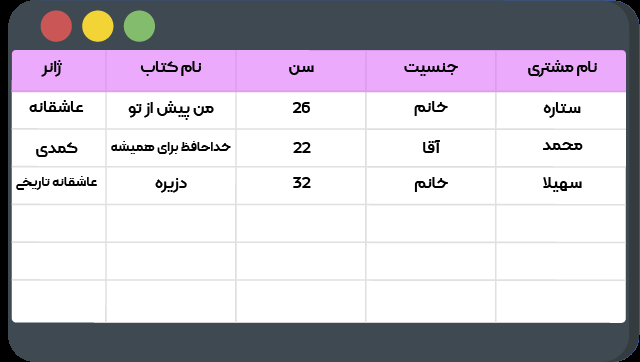 نام مشتری جنسیت سن نام کتاب ژانر
ستاره خانم 26 من پیش از تو عاشقانه
محمد آقا 22 خداحافظ برای همیشه کمدی
سهیلا خانم 32 دزیره عاشقانه تاریخی